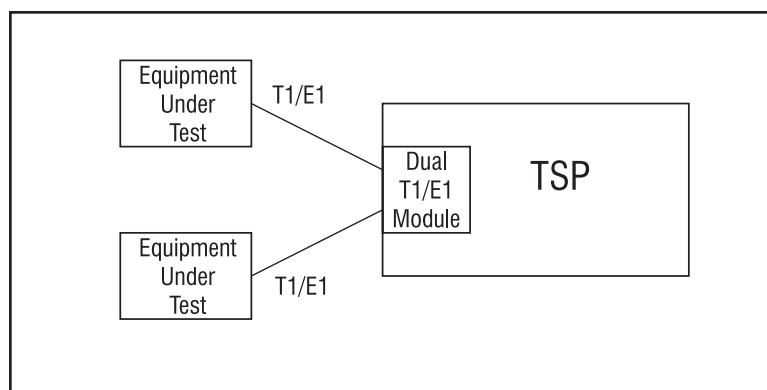 Equipment
Under
Test
T1/E1
Dual
T1/E1
Module
TSP
Equipment
Under
Test
T1/E1